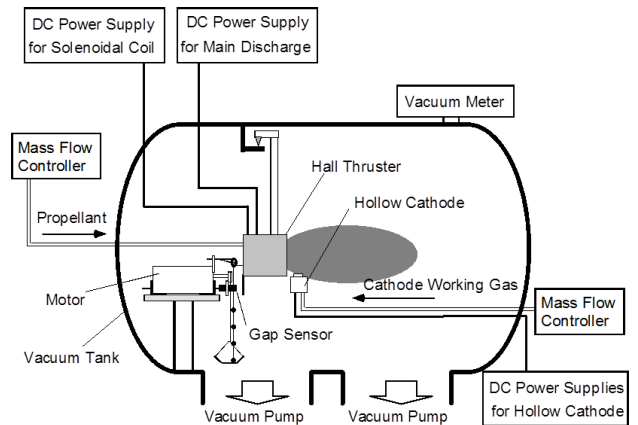 DC Power Supply
for Solenoidal Coil
DC Power Supply
for Main Discharge
Vacuum Meter
Mass Flow
Controller
Hall Thruster
Hollow Cathode
Propellant
Cathode Working Gas
Motor
Mass Flow
Controller
Gap Sensor
Vacuum Tank
DC Power Supplies
for Hollow Cathode
Vacuum Pump
Vacuum Pump